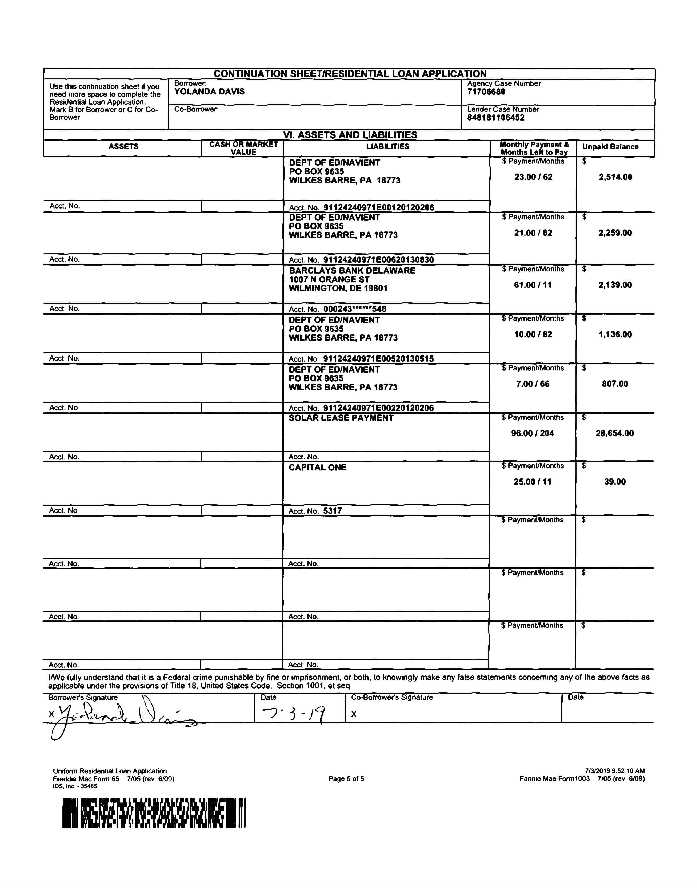 CONTINUATION SHEET/RESIDENTIAL LOAN APPLICATION
Use this continuation sheet if you
need more space to complete the
Residential Loan Application.
Mark B for Borrower or C for Co-
Borrower
Borrower:
YOLANDA DAVIS
Agency Case Number
71708688
Co-Borrower
Lender Case Number
848181106452
VI. ASSETS AND LIABILITIES
ASSETS
CASH OR MARKET
VALUE
LIABILITIES
Monthly Payment &
Months Left to Pay
Unpaid Balance
DEPT OF ED/NAVIENT
PO BOX 9635
WILKES BARRE, PA 18773
$ Payment/Months
23.00 / 62
$
2,514.00
Acct. No.
Acct. No. 91124240971E00120120206
DEPT OF ED/NAVIENT
PO BOX 9635
WILKES BARRE, PA 18773
$ Payment/Months
21.00 / 82
$
2,259.00
Acct. No.
Acct. No. 91124240971E00620130830
BARCLAYS BANK DELAWARE
1007 N ORANGE ST
WILMINGTON, DE 19801
$ Payment/Months
61.00 / 11
$
2,139.00
Acct. No.
Acct. No. 000243******548
DEPT OF ED/NAVIENT
PO BOX 9635
WILKES BARRE, PA 18773
$ Payment/Months
10.00 / 82
$
1,136.00
Acct. No.
Acct. No. 91124240971E00520130515
DEPT OF ED/NAVIENT
PO BOX 9635
WILKES BARRE, PA 18773
$ Payment/Months
7.00 / 66
$
807.00
Acct. No.
Acct. No. 91124240971E00220120206
SOLAR LEASE PAYMENT
$ Payment/Months
96.00 / 204
$
28,654.00
Acct. No.
Acct. No.
CAPITAL ONE
$ Payment/Months
25.00 / 11
$
39.00
Acct. No.
Acct. No. 5317
$ Payment/Months
$
Acct. No.
Acct. No.
$ Payment/Months
$
Acct. No.
Acct. No.
$ Payment/Months
$
Acct. No.
Acct. No.
I/We fully understand that it is a Federal crime punishable by fine or imprisonment, or both, to knowingly make any false statements concerning any of the above facts as
applicable under the provisions of Title 18, United States Code, Section 1001, et seq.
Borrower's Signature
Date
Co-Borrower's Signature
Date
X Yolanda Davis
7-3-19
X
Uniform Residential Loan Application
Freddie Mac Form 65 7/05 (rev. 6/09)
IDS, Inc. - 35465
Page 5 of 5
7/3/2019 9:52:10 AM
Fannie Mae Form 1003 7/05 (rev. 6/09)